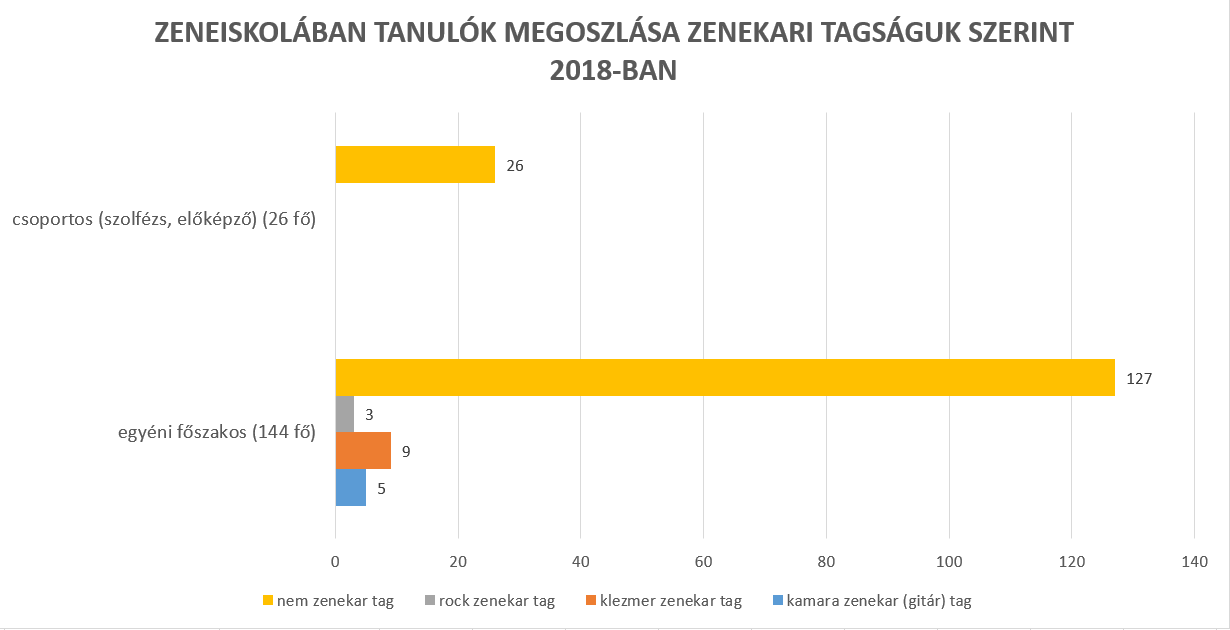 ZENEISKOLÁBAN TANULÓK MEGOSZLÁSA ZENEKARI TAGSÁGUK SZERINT
2018-BAN
26
csoportos (szolfézs, előképző) (26 fő)
127
3
egyéni főszakos (144 fő)
9
5
0 20 40 60 80 100 120 140
nem zenekar tag rock zenekar tag klezmer zenekar tag kamara zenekar (gitár) tag